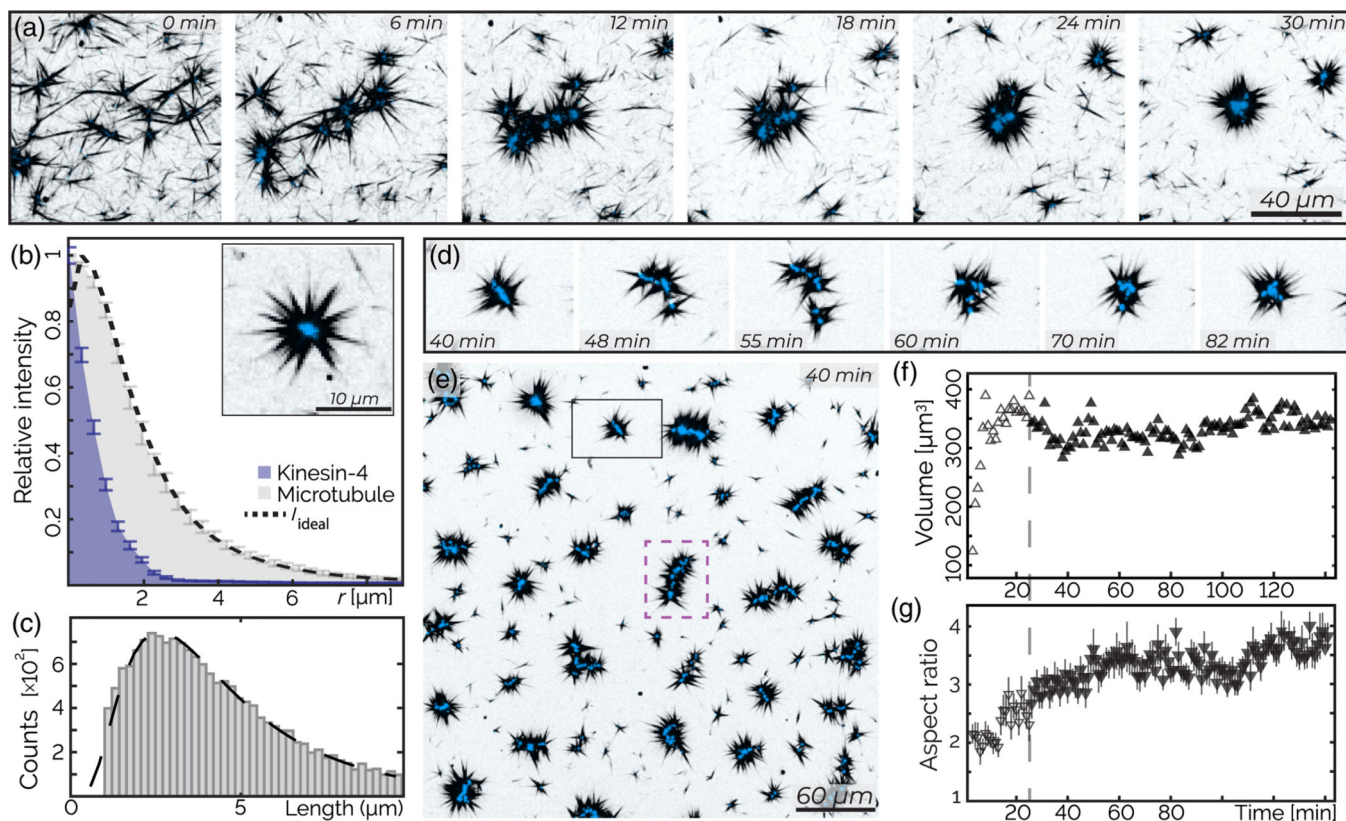 (a) 0 min 6 min 12 min 18 min 24 min 30 min
40 µm
(b)
Relative intensity
1
0.8
0.6
0.4
0.2
10 µm
Kinesin-4
Microtubule
I ideal
2 4 6 r [µm]
(c)
Counts [×10²]
6
4
2
0 5 Length (µm)
(d)
40 min 48 min 55 min 60 min 70 min 82 min
(e) 40 min
60 µm
(f)
Volume [µm³]
400
300
200
100
20 40 60 80 100 120
(g)
Aspect ratio
4
3
2
1
20 40 60 80 Time [min]